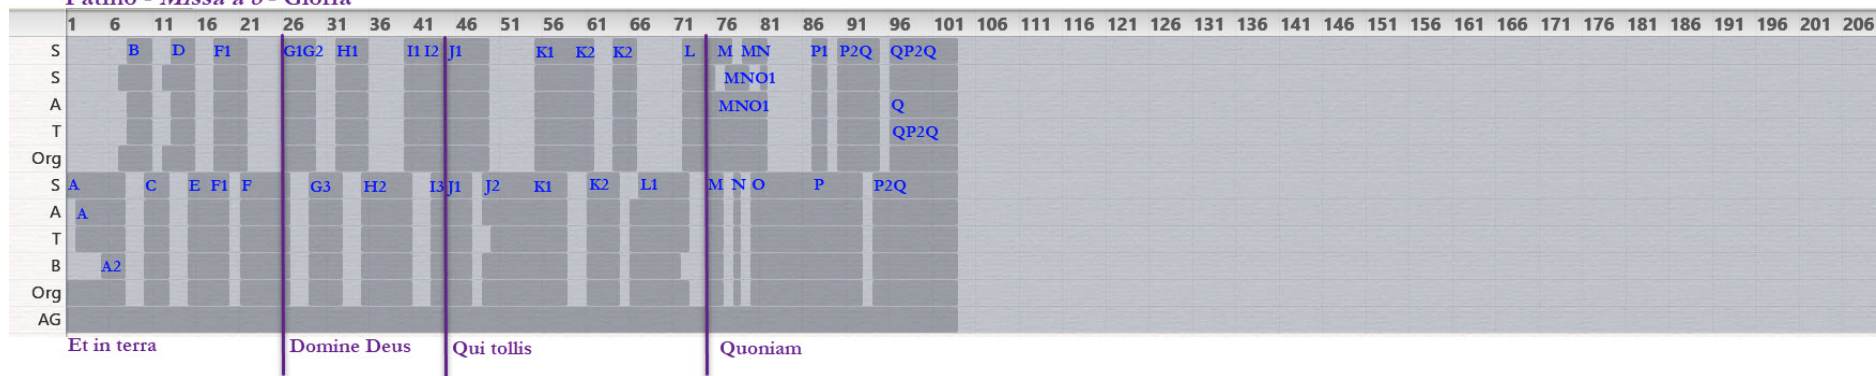 Patiño - Missa a 8 - Gloria
1 6 11 16 21 26 31 36 41 46 51 56 61 66 71 76 81 86 91 96 101 106 111 116 121 126 131 136 141 146 151 156 161 166 171 176 181 186 191 196 201 206
S B D F1 G1G2 H1 I1 I2 J1 K1 K2 K2 L M MN P1 P2Q QP2Q
S MNO1
A MNO1 Q
T QP2Q
Org
S A C E F1 F G3 H2 I3 J1 J2 K1 K2 L1 M N O P P2Q
A A
T
B A2
Org
AG
Et in terra Domine Deus Qui tollis Quoniam